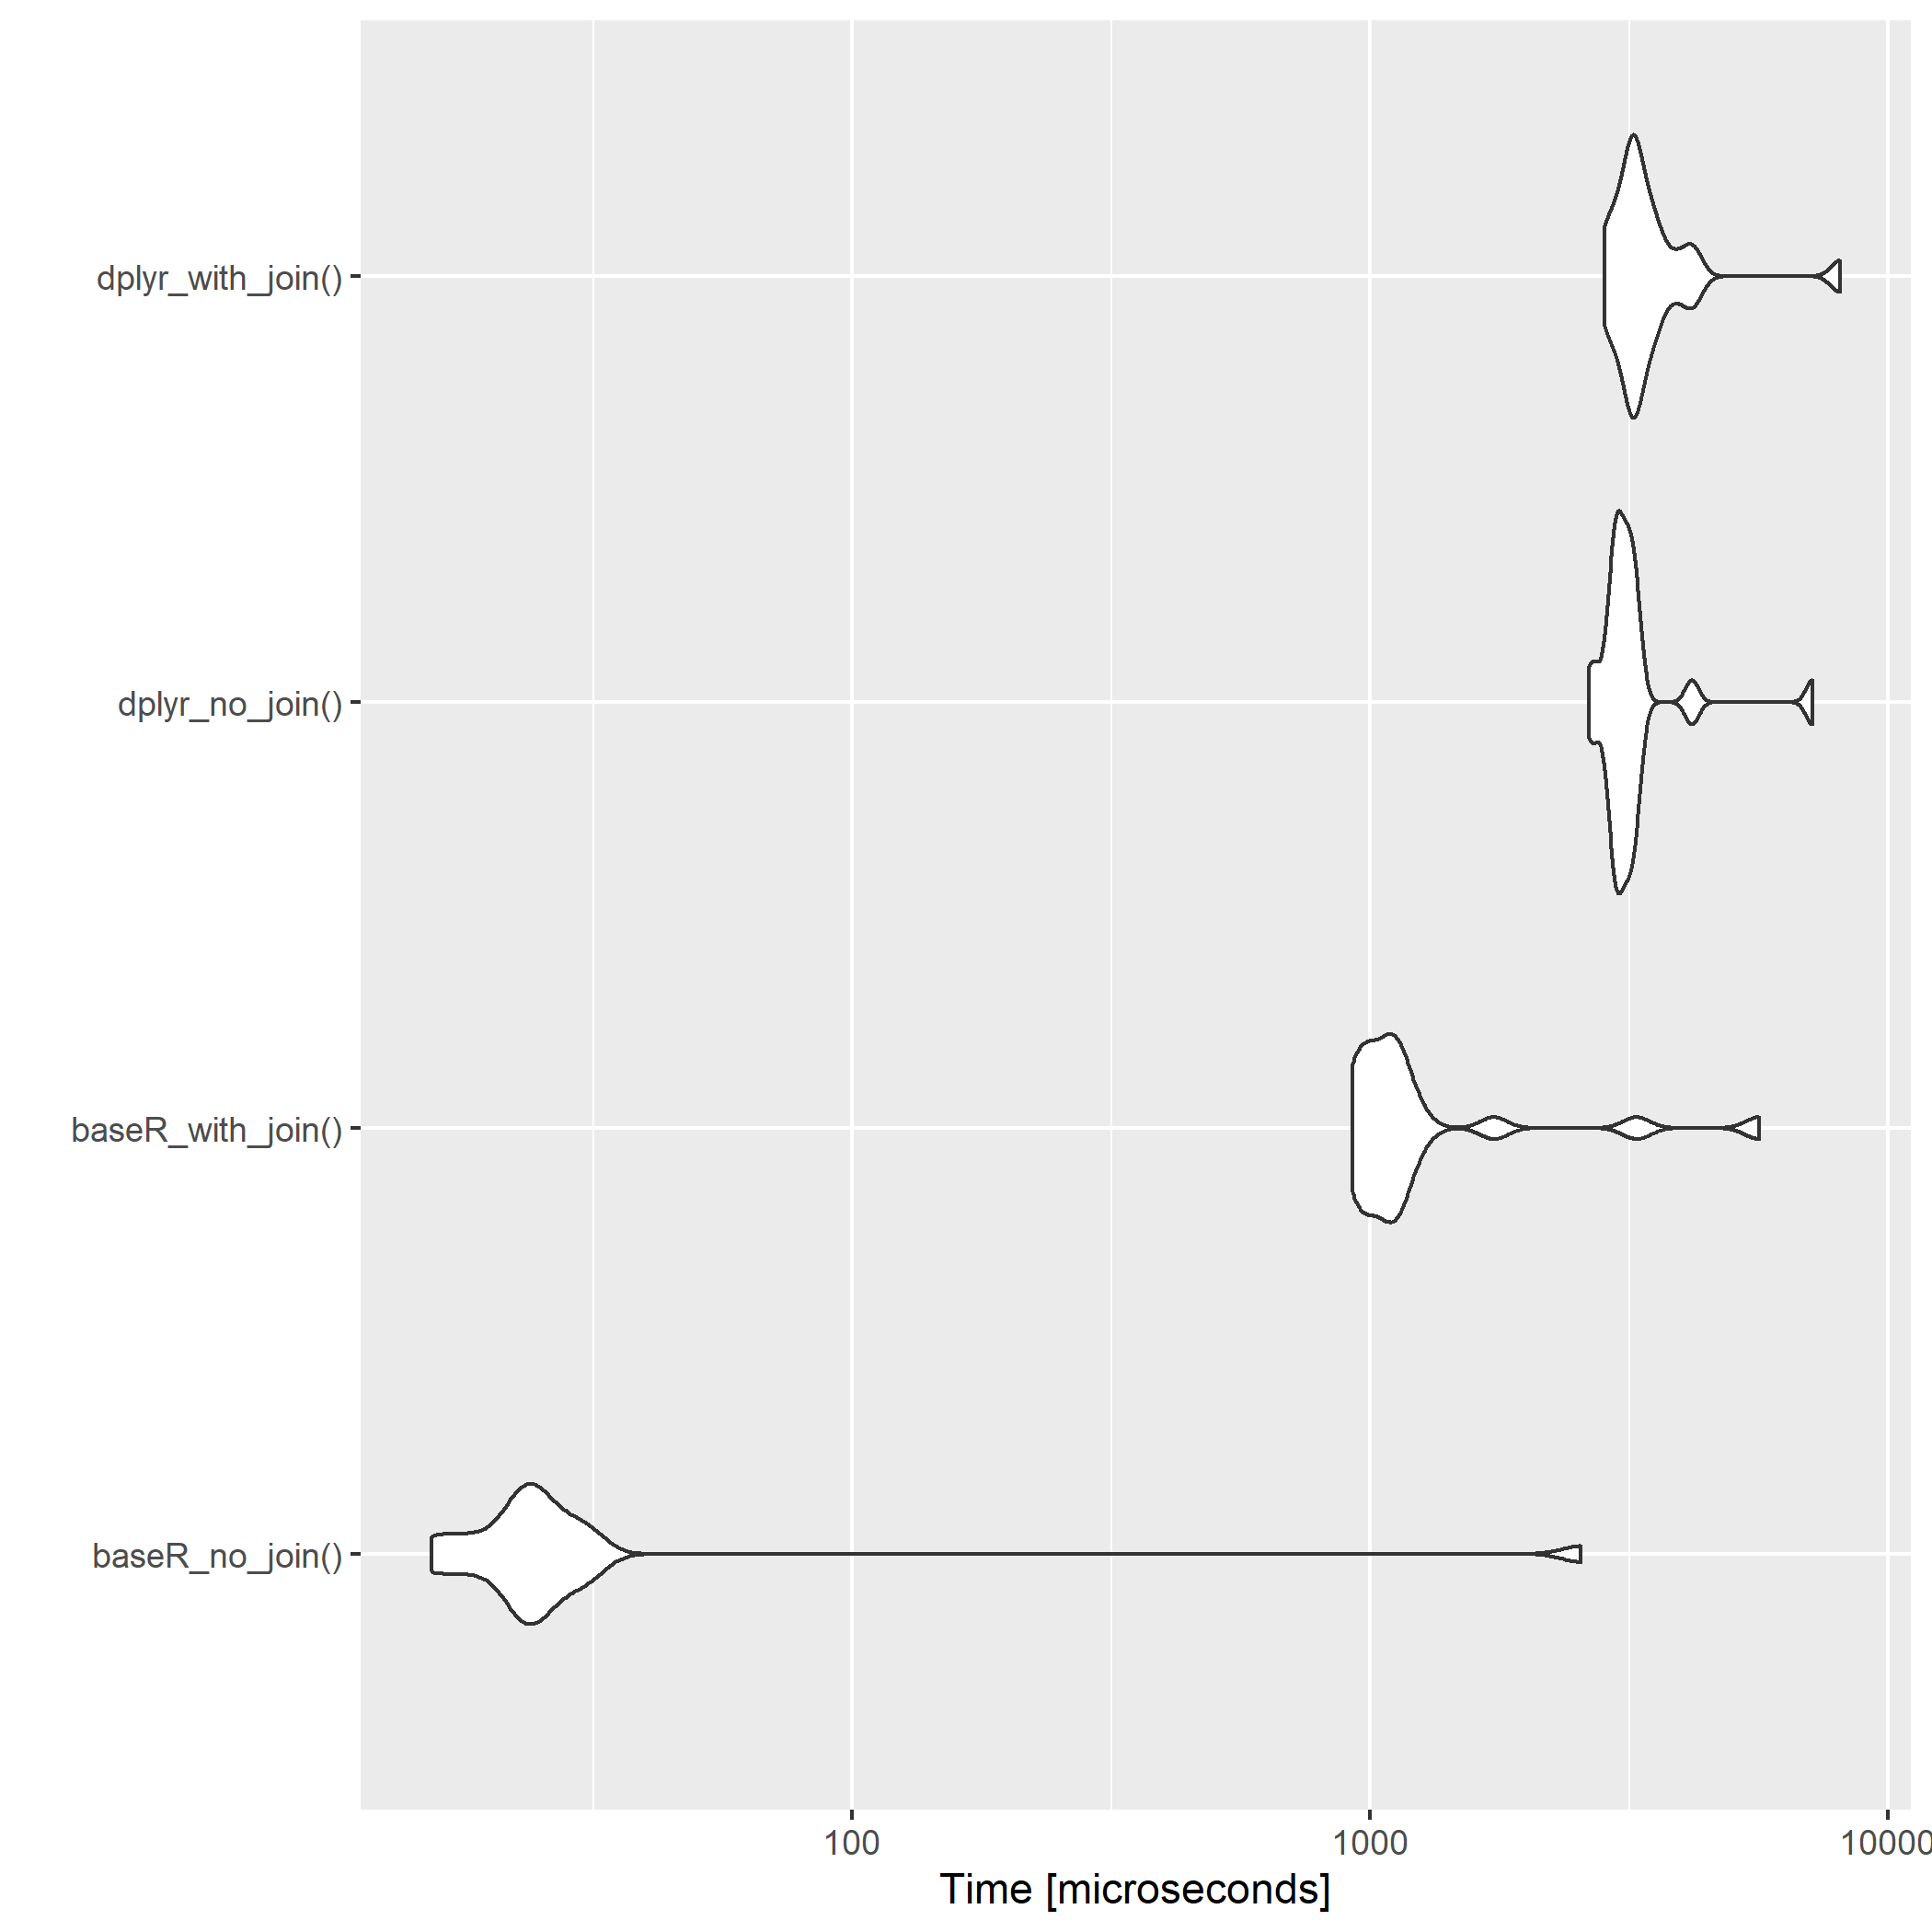 dplyr_with_join()
dplyr_no_join()
baseR_with_join()
baseR_no_join()
100 1000 10000
Time [microseconds]